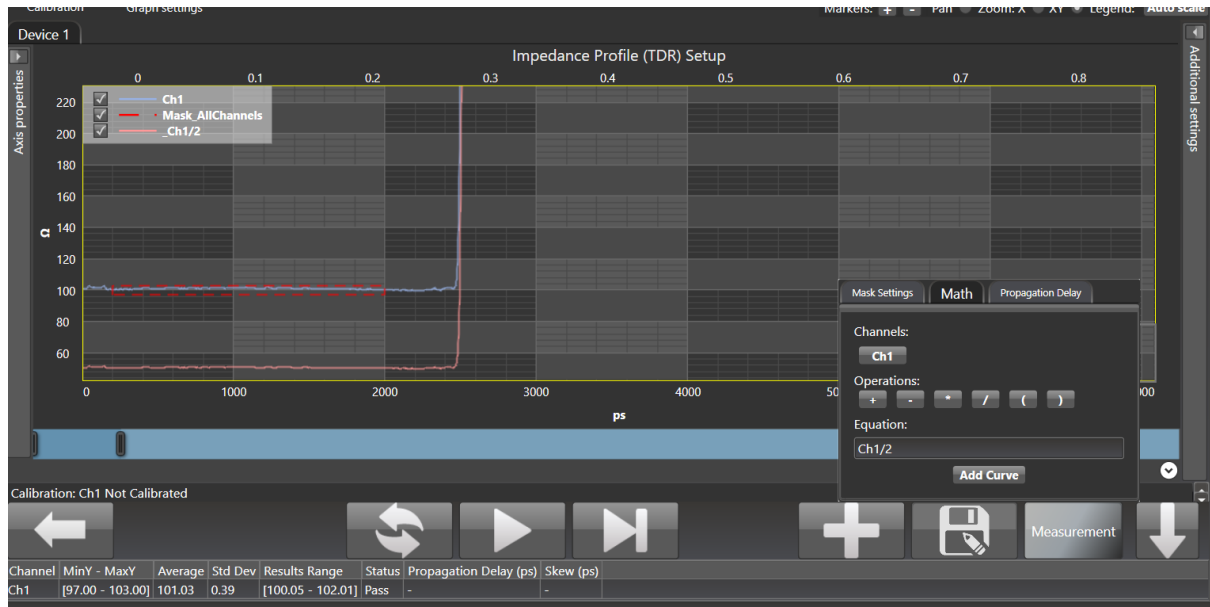 Calibration Graph settings Markers: + - Pan Zoom: X XY Legend: Auto scale
Device 1
Impedance Profile (TDR) Setup
Axis properties
Additional settings
0 0.1 0.2 0.3 0.4 0.5 0.6 0.7 0.8
Ch1
Mask_AllChannels
_Ch1/2
220
200
180
160
Ω
140
120
100
80
60
0 1000 2000 3000 4000 50 00
ps
Mask Settings Math Propagation Delay
Channels:
Ch1
Operations:
+ - * / ( )
Equation:
Ch1/2
Add Curve
Calibration: Ch1 Not Calibrated
Measurement
Channel MinY - MaxY Average Std Dev Results Range Status Propagation Delay (ps) Skew (ps)
Ch1 [97.00 - 103.00] 101.03 0.39 [100.05 - 102.01] Pass - -